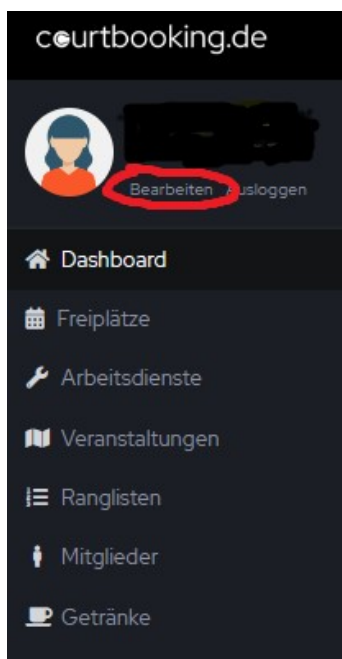 courtbooking.de
Bearbeiten Ausloggen
Dashboard
Freiplätze
Arbeitsdienste
Veranstaltungen
Ranglisten
Mitglieder
Getränke